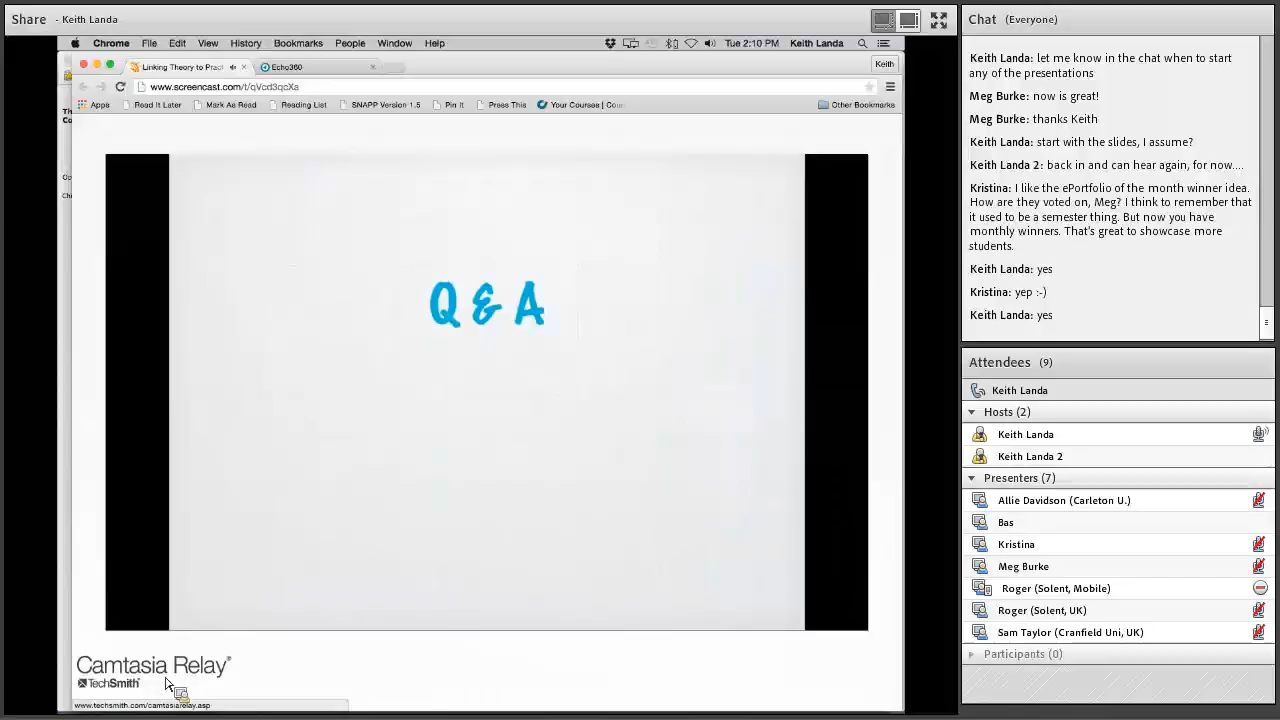 Share - Keith Landa
Chrome File Edit View History Bookmarks People Window Help Tue 2:10 PM Keith Landa
Linking Theory to Pract × Echo360 × Keith
www.screencast.com/t/qVcd3qcXa
Apps Read It Later Mark As Read Reading List SNAPP Version 1.5 Pin It Press This Your Courses | Cou Other Bookmarks
Q & A
Camtasia Relay®
TechSmith®
www.techsmith.com/camtasiarelay.asp
Chat (Everyone)
Keith Landa: let me know in the chat when to start
any of the presentations
Meg Burke: now is great!
Meg Burke: thanks Keith
Keith Landa: start with the slides, I assume?
Keith Landa 2: back in and can hear again, for now....
Kristina: I like the ePortfolio of the month winner idea.
How are they voted on, Meg? I think to remember that
it used to be a semester thing. But now you have
monthly winners. That's great to showcase more
students.
Keith Landa: yes
Kristina: yep :-)
Keith Landa: yes
Attendees (9)
Keith Landa
Hosts (2)
Keith Landa
Keith Landa 2
Presenters (7)
Allie Davidson (Carleton U.)
Bas
Kristina
Meg Burke
Roger (Solent, Mobile)
Roger (Solent, UK)
Sam Taylor (Cranfield Uni, UK)
Participants (0)